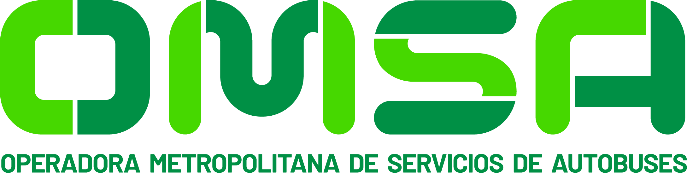 OMSA
OPERADORA METROPOLITANA DE SERVICIOS DE AUTOBUSES